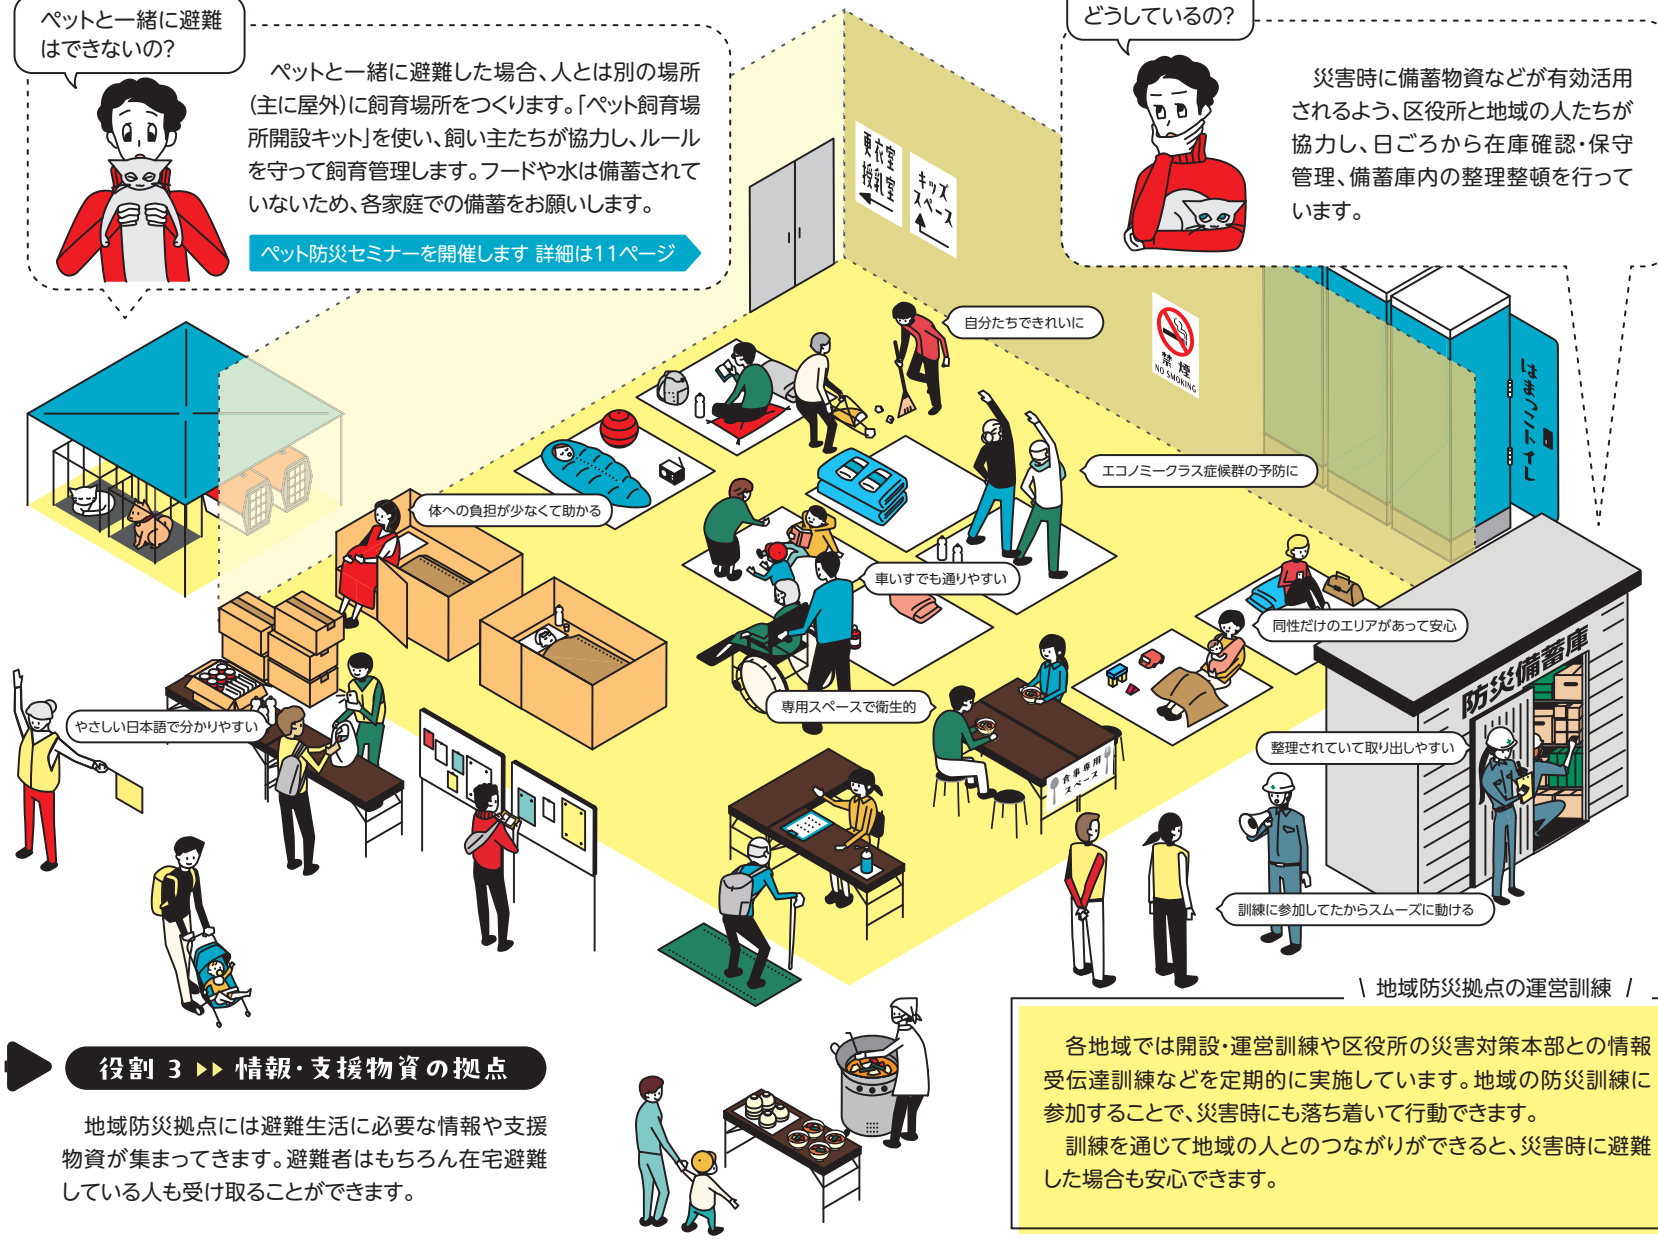 ペットと一緒に避難
はできないの?
ペットと一緒に避難した場合、人とは別の場所
(主に屋外)に飼育場所をつくります。「ペット飼育場
所開設キット」を使い、飼い主たちが協力し、ルール
を守って飼育管理します。フードや水は備蓄されて
いないため、各家庭での備蓄をお願いします。
ペット防災セミナーを開催します 詳細は11ページ
どうしているの?
災害時に備蓄物資などが有効活用
されるよう、区役所と地域の人たちが
協力し、日ごろから在庫確認・保守
管理、備蓄庫内の整理整頓を行って
います。
更衣室
授乳室
キッズ
スペース
禁煙
NO SMOKING
はまっこトイレ
自分たちできれいに
エコノミークラス症候群の予防に
体への負担が少なくて助かる
車いすでも通りやすい
同性だけのエリアがあって安心
防災備蓄庫
専用スペースで衛生的
やさしい日本語で分かりやすい
整理されていて取り出しやすい
食事専用
スペース
訓練に参加してたからスムーズに動ける
役割 3 情報・支援物資の拠点
地域防災拠点には避難生活に必要な情報や支援
物資が集まってきます。避難者はもちろん在宅避難
している人も受け取ることができます。
\ 地域防災拠点の運営訓練 /
各地域では開設・運営訓練や区役所の災害対策本部との情報
受伝達訓練などを定期的に実施しています。地域の防災訓練に
参加することで、災害時にも落ち着いて行動できます。
訓練を通じて地域の人とのつながりができると、災害時に避難
した場合も安心できます。